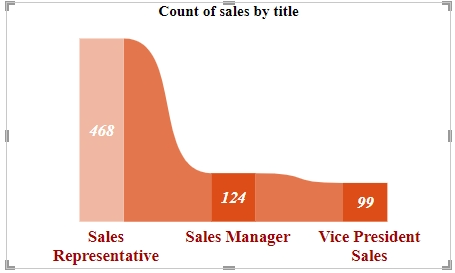 Count of sales by title
468
124
99
Sales
Representative
Sales Manager
Vice President
Sales